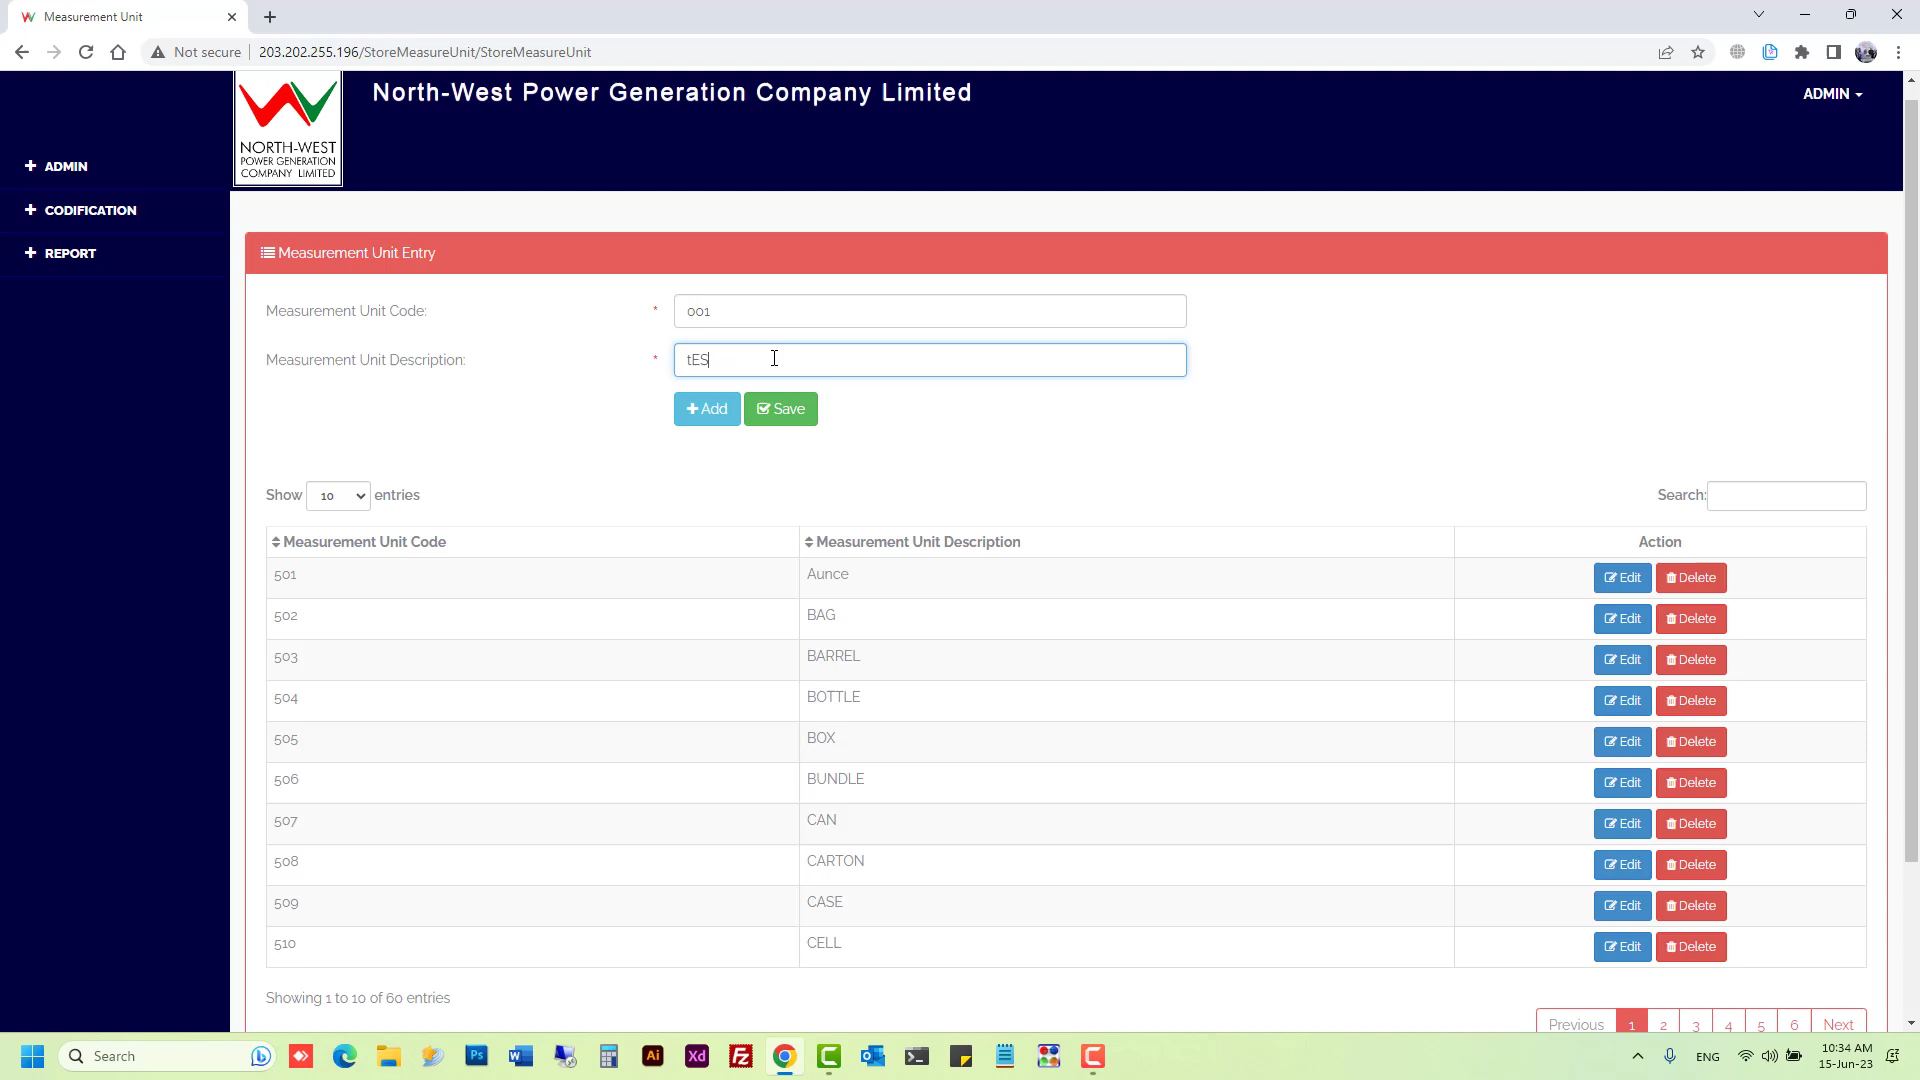 Measurement Unit
Not secure
203.202.255.196/StoreMeasureUnit/StoreMeasureUnit
NORTH-WEST
POWER GENERATION
COMPANY LIMITED
North-West Power Generation Company Limited
ADMIN
ADMIN
CODIFICATION
REPORT
Measurement Unit Entry
Measurement Unit Code: * 001
Measurement Unit Description: * tES
Add Save
Show 10 entries
Search:
Measurement Unit Code Measurement Unit Description Action
501 Aunce Edit Delete
502 BAG Edit Delete
503 BARREL Edit Delete
504 BOTTLE Edit Delete
505 BOX Edit Delete
506 BUNDLE Edit Delete
507 CAN Edit Delete
508 CARTON Edit Delete
509 CASE Edit Delete
510 CELL Edit Delete
Showing 1 to 10 of 60 entries
Previous 1 2 3 4 5 6 Next
Search
Ps
Ai
Xd
Fz
ENG
10:34 AM
15-Jun-23